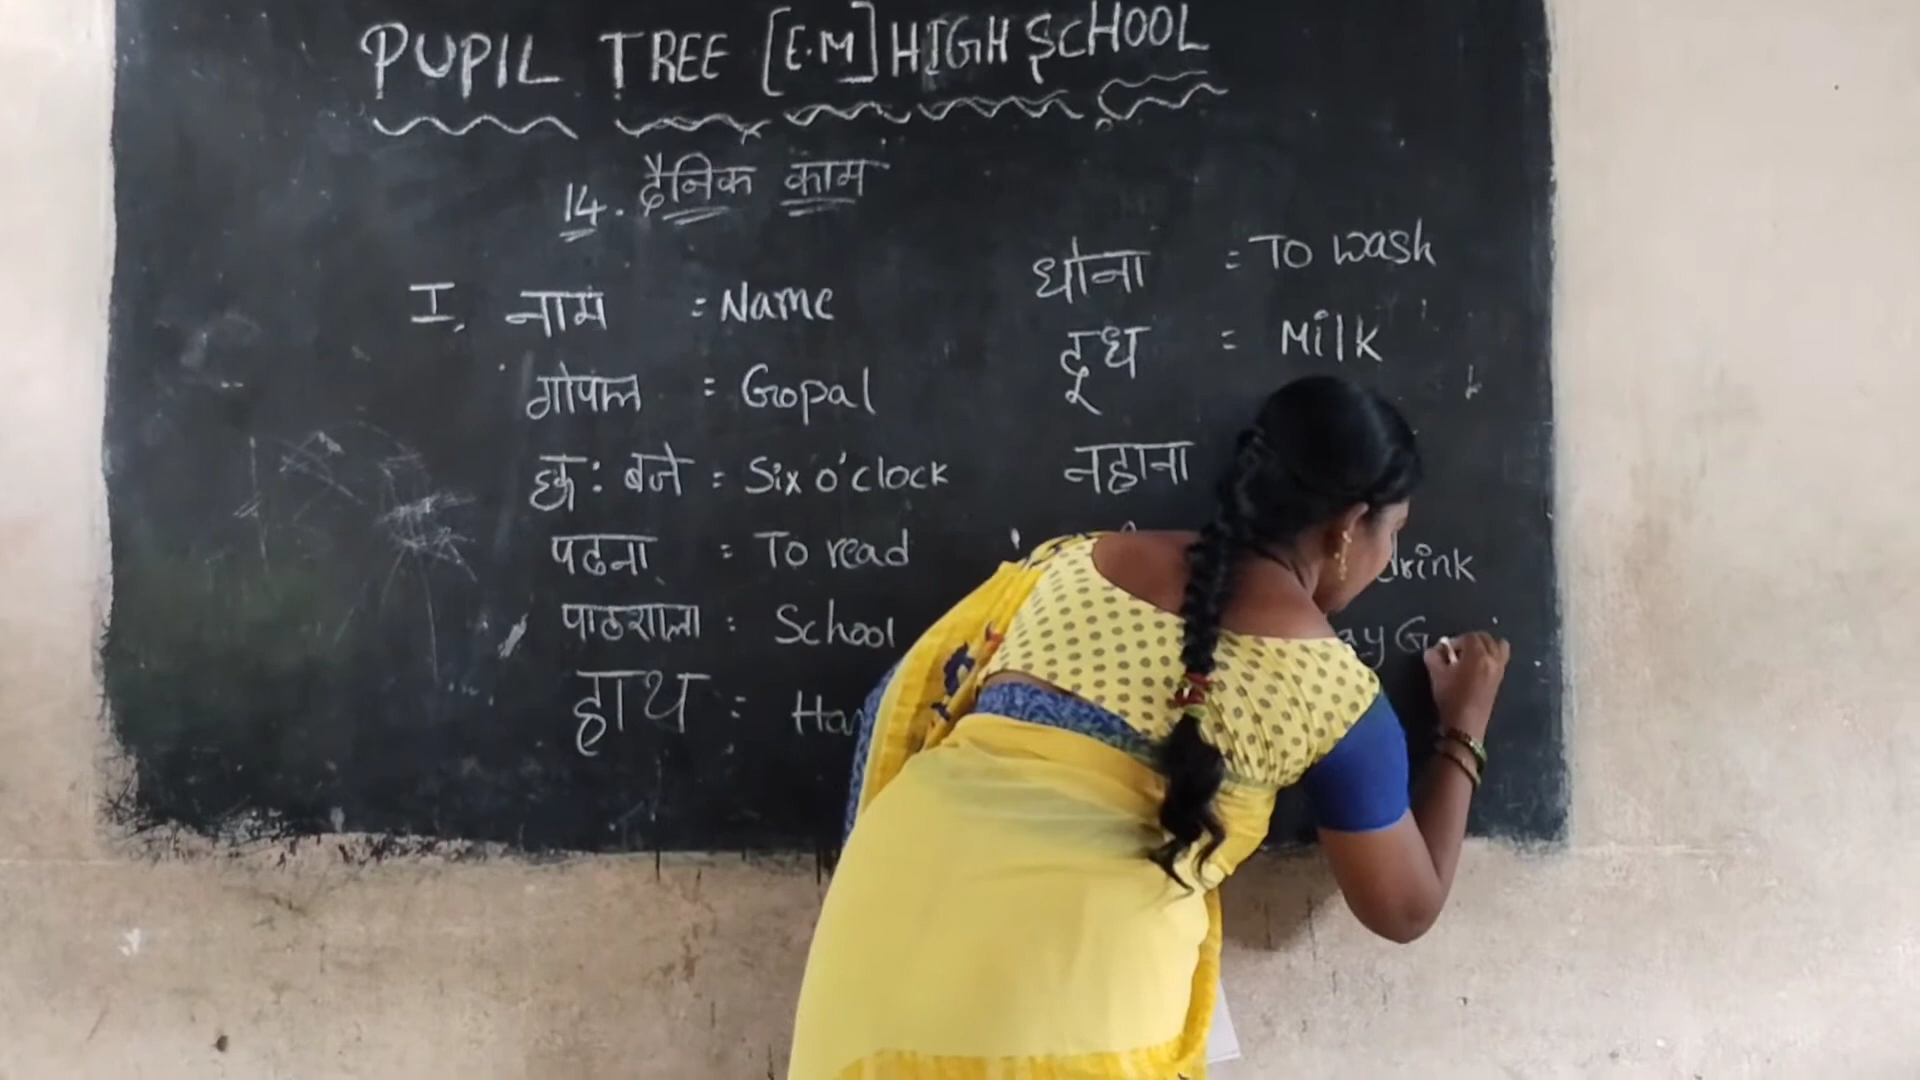 PUPIL TREE [E.M] HIGH SCHOOL
14. दैनिक काम
I. नाम : Name
गोपाल : Gopal
छः बजे : Six o'clock
पढना : To read
पाठशाला : School
हाथ :
धोना : To wash
दूध : Milk
नहाना
drink